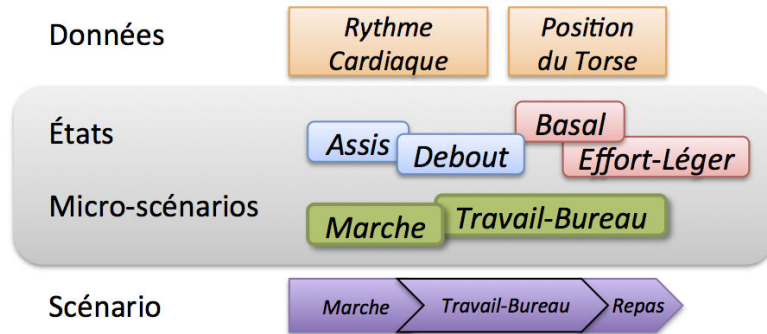 Données
Rythme
Cardiaque
Position
du Torse
États
Assis
Debout
Basal
Effort-Léger
Micro-scénarios
Marche
Travail-Bureau
Scénario
Marche
Travail-Bureau
Repas